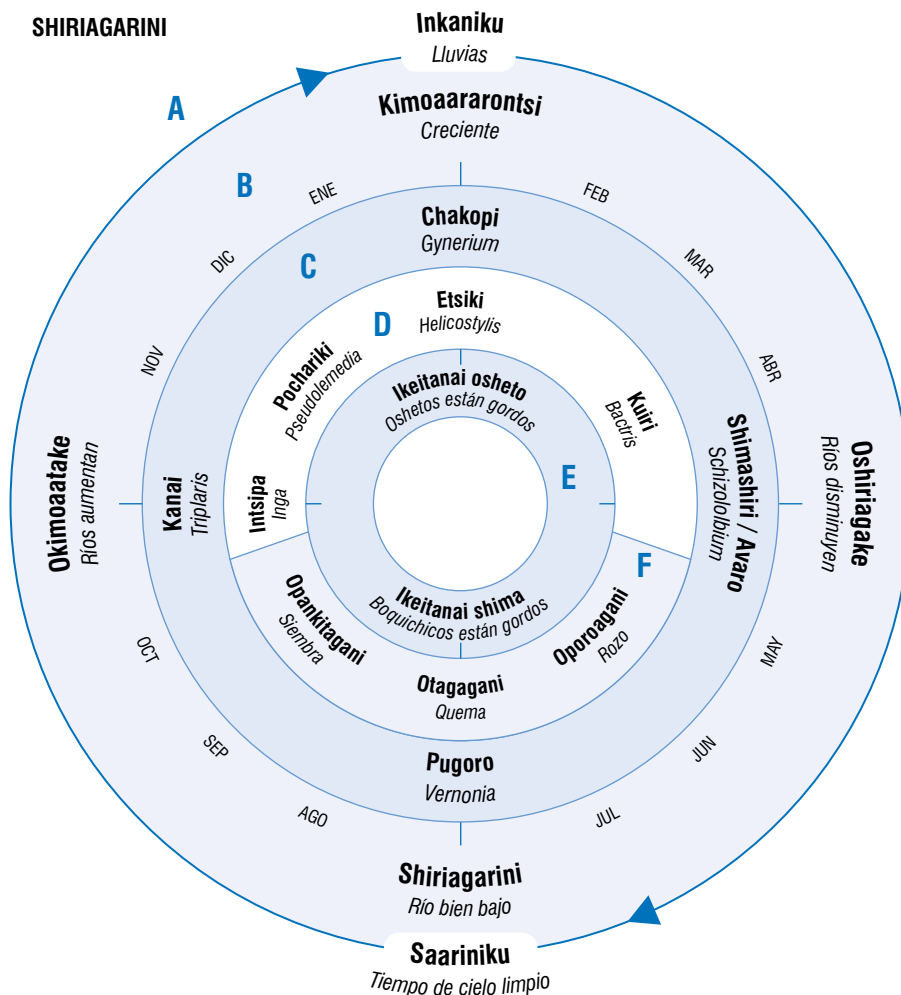 SHIRIAGARINI
Inkaniku
Lluvias
A
Kimoaararontsi
Creciente
B
ENE
FEB
DIC
MAR
Chakopi
Gynerium
C
NOV
ABR
Etsiki
Helicostylis
D
Pochariki
Pseudolemedia
Kuiri
Bactris
Ikeitanai osheto
Oshetos están gordos
Okimoaatake
Ríos aumentan
Kanai
Triplaris
Intsipa
Inga
E
Shimashiri / Avaro
Schizololbium
Oshiriagake
Ríos disminuyen
F
Ikeitanai shima
Boquichicos están gordos
Opankitagani
Siembra
Oporoagani
Rozo
OCT
MAY
Otagagani
Quema
SEP
JUN
Pugoro
Vernonia
AGO
JUL
Shiriagarini
Río bien bajo
Saariniku
Tiempo de cielo limpio